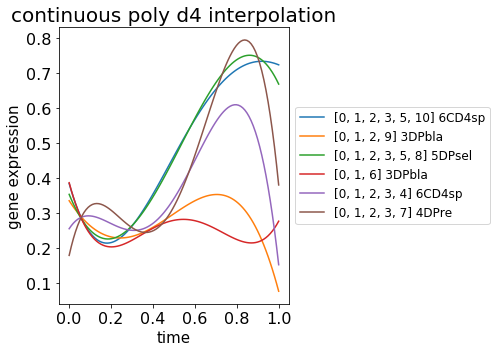 continuous poly d4 interpolation
gene expression
0.8
0.7
0.6
0.5
0.4
0.3
0.2
0.1
0.0 0.2 0.4 0.6 0.8 1.0
time
[0, 1, 2, 3, 5, 10] 6CD4sp
[0, 1, 2, 9] 3DPbla
[0, 1, 2, 3, 5, 8] 5DPsel
[0, 1, 6] 3DPbla
[0, 1, 2, 3, 4] 6CD4sp
[0, 1, 2, 3, 7] 4DPre